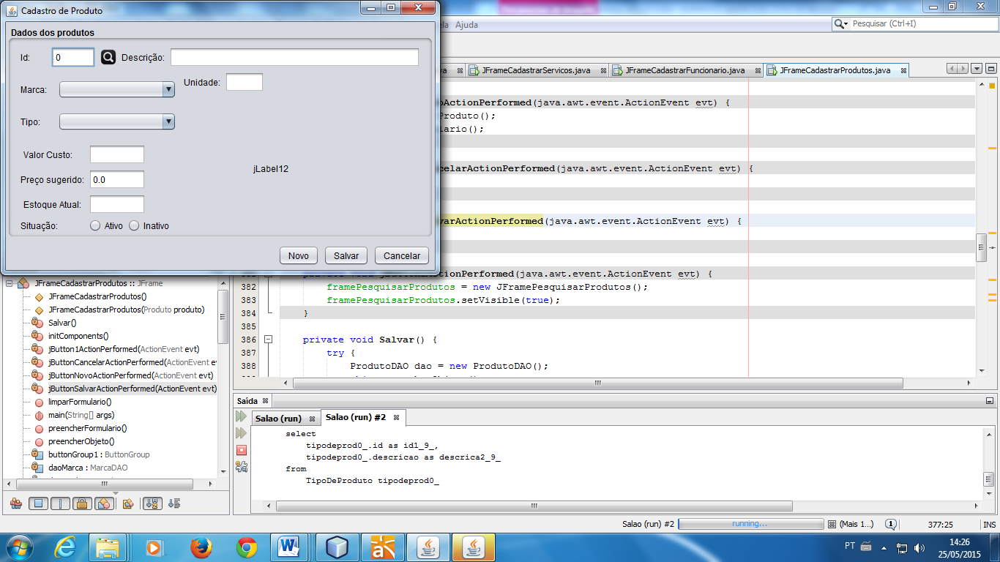 Cadastro de Produto
Dados dos produtos
Id: 0 Descrição:
Marca: Unidade:
Tipo:
Valor Custo:
jLabel12
Preço sugerido: 0.0
Estoque Atual:
Situação: Ativo Inativo
Novo Salvar Cancelar
Ajuda
Pesquisar (Ctrl+I)
JFrameCadastrarServicos.java JFrameCadastrarFuncionario.java JFrameCadastrarProdutos.java
ActionPerformed(java.awt.event.ActionEvent evt) {
Produto();
lario();
celarActionPerformed(java.awt.event.ActionEvent evt) {
varActionPerformed(java.awt.event.ActionEvent evt) {
ActionPerformed(java.awt.event.ActionEvent evt) {
382 framePesquisarProdutos = new JFramePesquisarProdutos();
383 framePesquisarProdutos.setVisible(true);
384 }
385
386 private void Salvar() {
387 try {
388 ProdutoDAO dao = new ProdutoDAO();
JFrameCadastrarProdutos :: JFrame
JFrameCadastrarProdutos()
JFrameCadastrarProdutos(Produto produto)
Salvar()
initComponents()
jButton1ActionPerformed(ActionEvent evt)
jButtonCancelarActionPerformed(ActionEvent ev
jButtonNovoActionPerformed(ActionEvent evt)
jButtonSalvarActionPerformed(ActionEvent evt)
limparFormulario()
main(String[] args)
preencherFormulario()
preencherObjeto()
buttonGroup1 : ButtonGroup
daoMarca : MarcaDAO
Saída
Salao (run) Salao (run) #2
select
tipodeprod0_.id as id1_9_,
tipodeprod0_.descricao as descrica2_9_
from
TipoDeProduto tipodeprod0_
Salao (run) #2 running... (Mais 1...) 1 377:25 INS
PT 14:26
25/05/2015